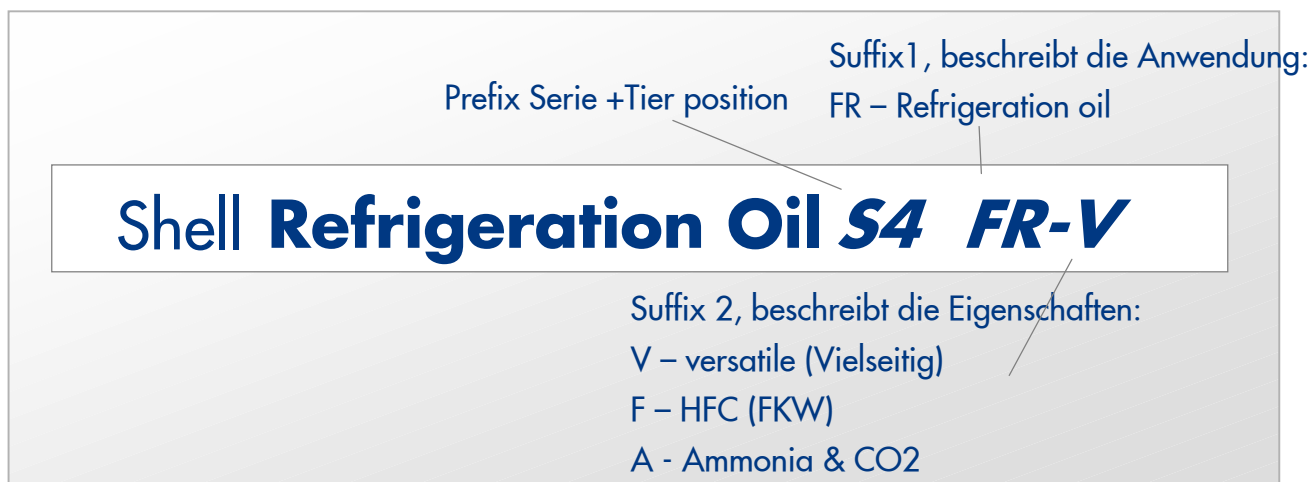 Suffix1, beschreibt die Anwendung:
Prefix Serie +Tier position
FR – Refrigeration oil
Shell Refrigeration Oil S4 FR-V
Suffix 2, beschreibt die Eigenschaften:
V – versatile (Vielseitig)
F – HFC (FKW)
A - Ammonia & CO2